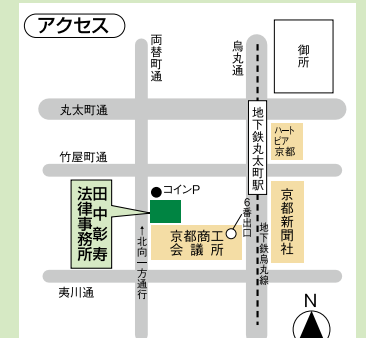 アクセス
両替町通
烏丸通
御所
丸太町通
地下鉄丸太町駅
ハート
ピア
京都
竹屋町通
コインP
田中彰寿
法律事務所
6番出口
京都新聞社
↑北向一方通行
京都商工
会議所
地下鉄烏丸線
夷川通
N